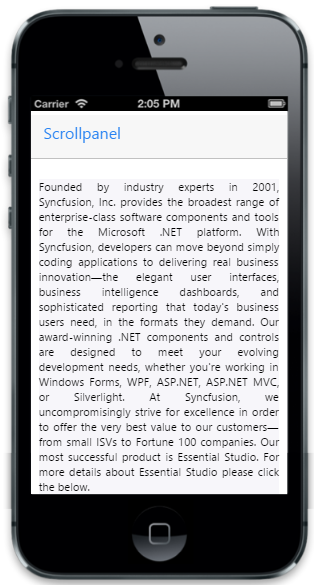 Carrier 2:05 PM
Scrollpanel
Founded by industry experts in 2001,
Syncfusion, Inc. provides the broadest range of
enterprise-class software components and tools
for the Microsoft .NET platform. With
Syncfusion, developers can move beyond simply
coding applications to delivering real business
innovation—the elegant user interfaces,
business intelligence dashboards, and
sophisticated reporting that today's business
users need, in the formats they demand. Our
award-winning .NET components and controls
are designed to meet your evolving
development needs, whether you're working in
Windows Forms, WPF, ASP.NET, ASP.NET MVC,
or Silverlight. At Syncfusion, we
uncompromisingly strive for excellence in order
to offer the very best value to our customers—
from small ISVs to Fortune 100 companies. Our
most successful product is Essential Studio. For
more details about Essential Studio please click
the below.